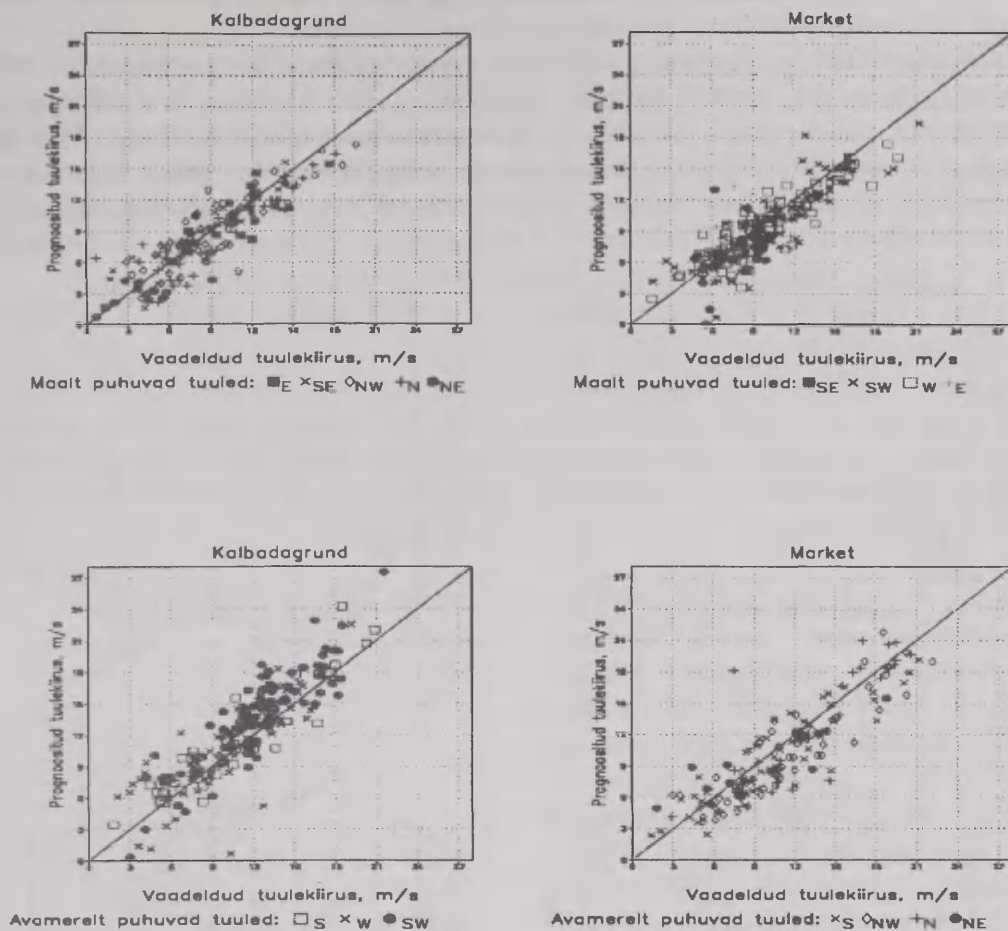 Kalbadagrund
Prognoositud tuulekiirus, m/s
Vaadeldud tuulekiirus, m/s
Maalt puhuvad tuuled: E SE NW N NE
Market
Prognoositud tuulekiirus, m/s
Vaadeldud tuulekiirus, m/s
Maalt puhuvad tuuled: SE SW W E
Kalbadagrund
Prognoositud tuulekiirus, m/s
Vaadeldud tuulekiirus, m/s
Avamerelt puhuvad tuuled: S W SW
Market
Prognoositud tuulekiirus, m/s
Vaadeldud tuulekiirus, m/s
Avamerelt puhuvad tuuled: S NW N NE